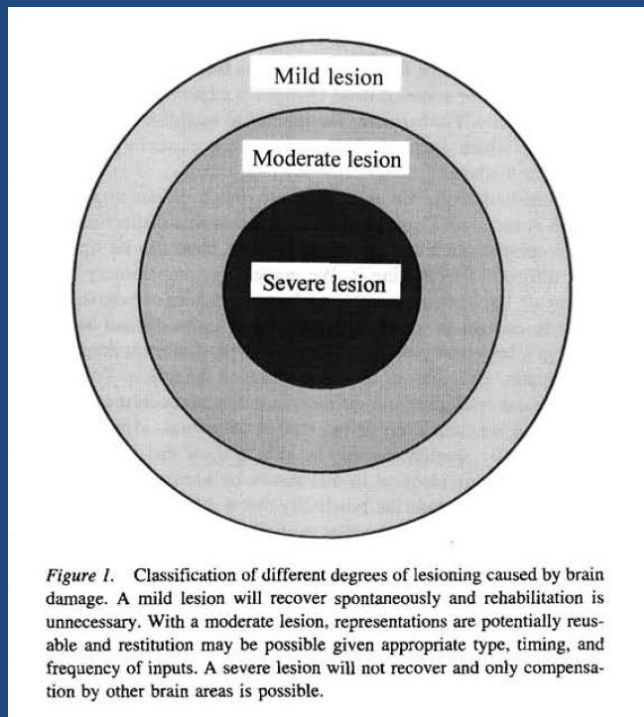 Mild lesion
Moderate lesion
Severe lesion
Figure 1. Classification of different degrees of lesioning caused by brain
damage. A mild lesion will recover spontaneously and rehabilitation is
unnecessary. With a moderate lesion, representations are potentially reus-
able and restitution may be possible given appropriate type, timing, and
frequency of inputs. A severe lesion will not recover and only compensa-
tion by other brain areas is possible.